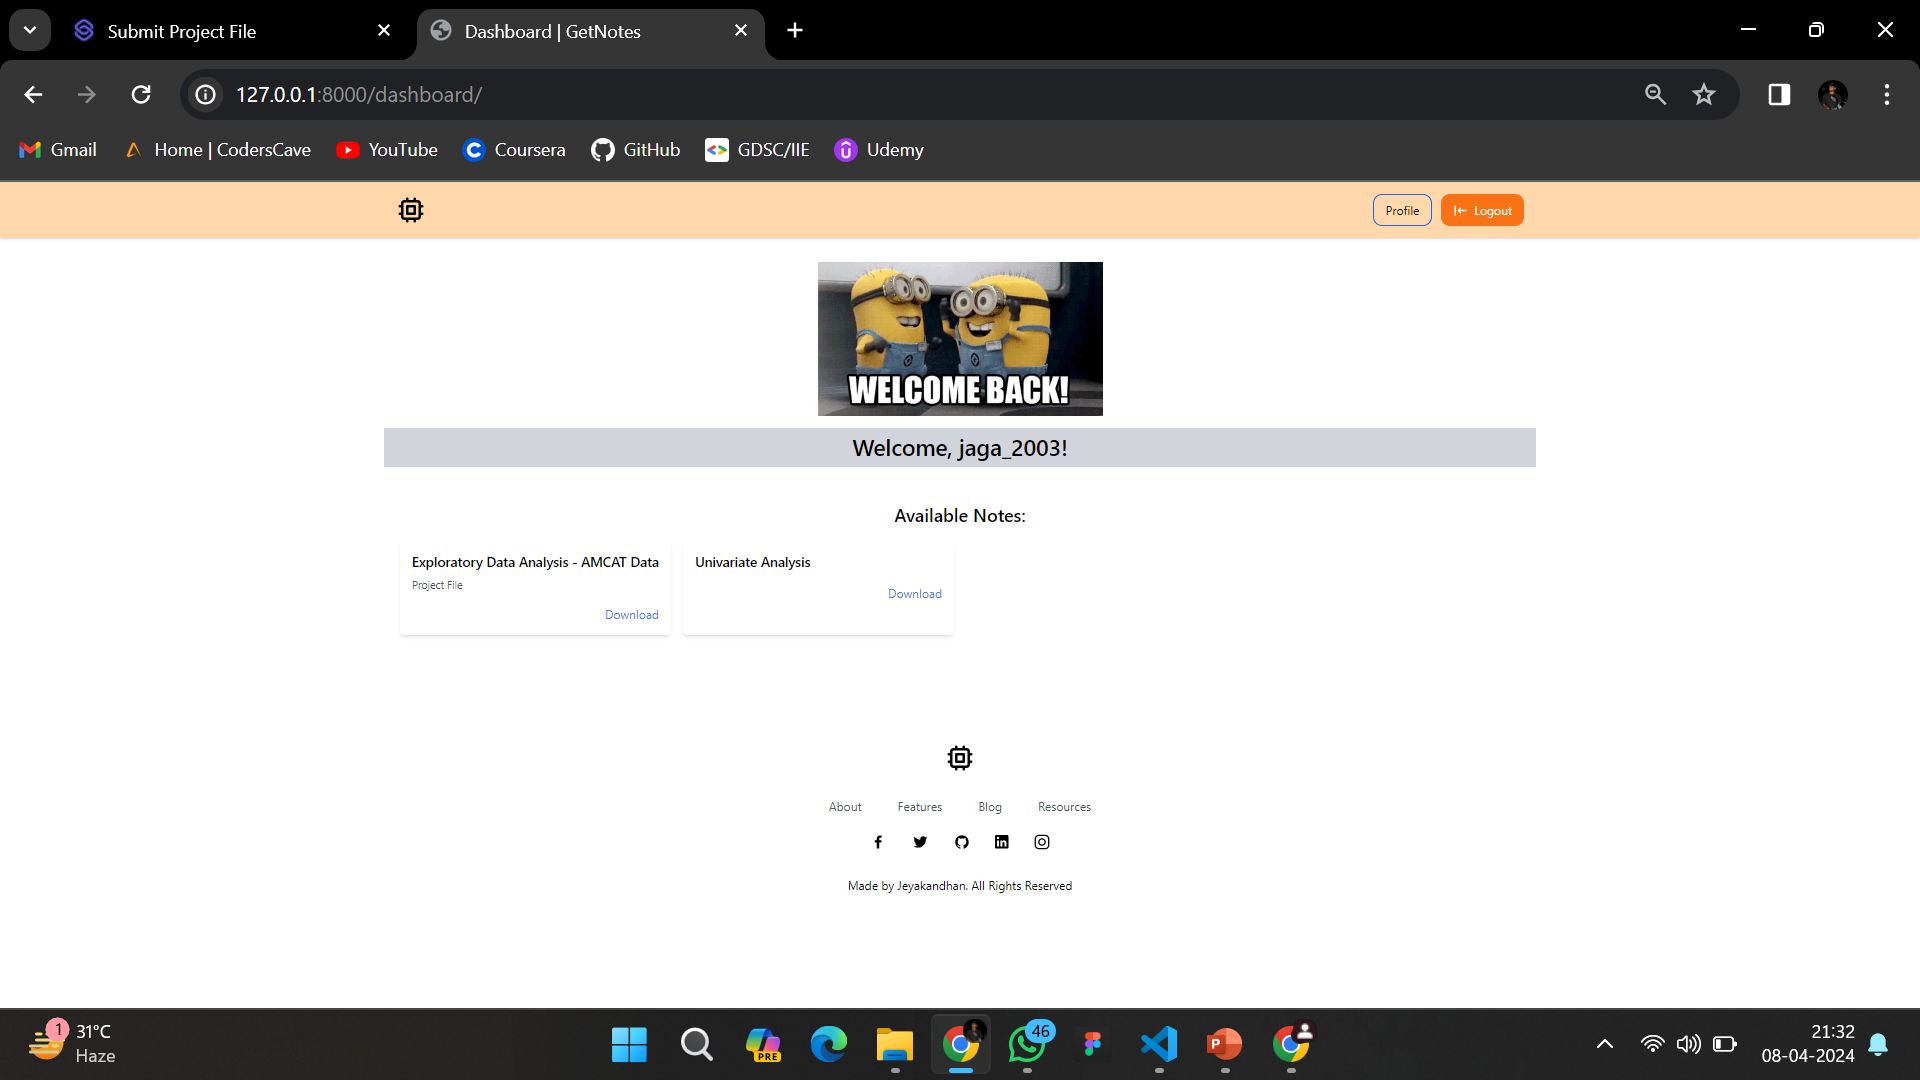 Submit Project File
Dashboard | GetNotes
127.0.0.1:8000/dashboard/
Gmail
Home | CodersCave
YouTube
Coursera
GitHub
GDSC/IIE
Udemy
Profile
Logout
WELCOME BACK!
Welcome, jaga_2003!
Available Notes:
Exploratory Data Analysis - AMCAT Data
Project File
Download
Univariate Analysis
Download
About
Features
Blog
Resources
Made by Jeyakandhan. All Rights Reserved
1
31°C
Haze
PRE
46
P
21:32
08-04-2024